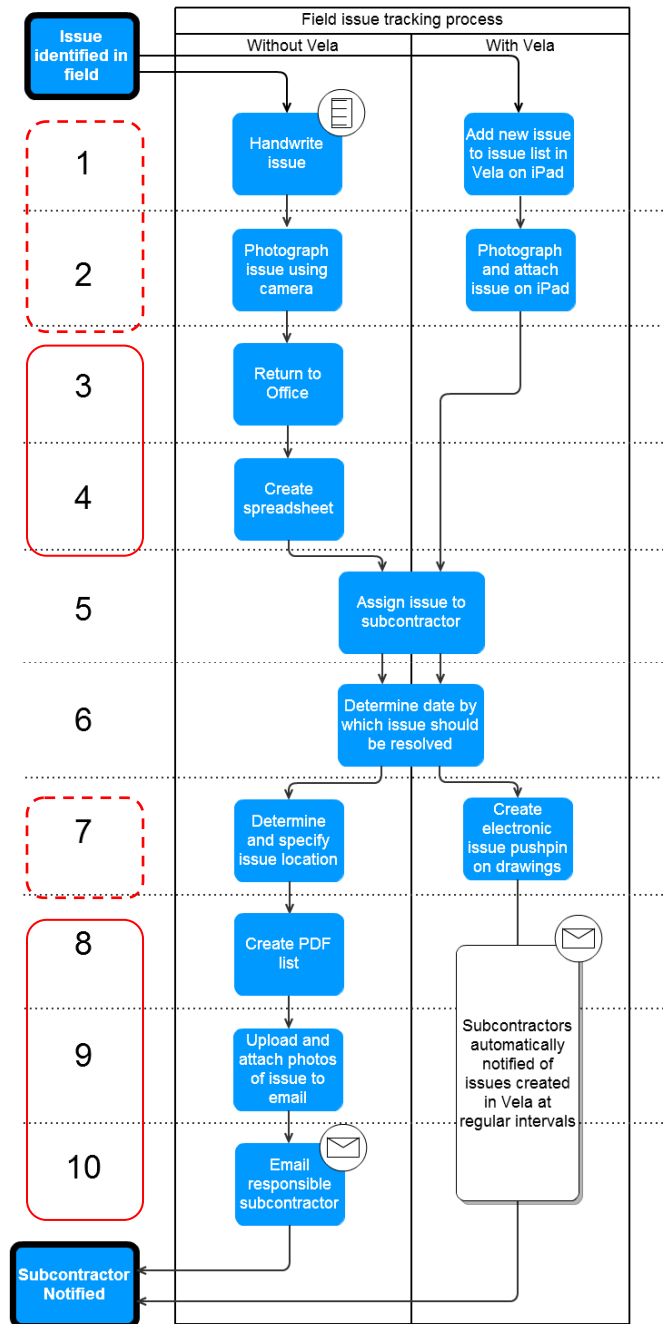 Field issue tracking process
Issue
identified in
field
Without Vela
With Vela
1
Handwrite
issue
Add new issue
to issue list in
Vela on iPad
2
Photograph
issue using
camera
Photograph
and attach
issue on iPad
3
Return to
Office
4
Create
spreadsheet
5
Assign issue to
subcontractor
6
Determine date by
which issue should
be resolved
7
Determine
and specify
issue location
Create
electronic
issue pushpin
on drawings
8
Create PDF
list
9
Upload and
attach photos
of issue to
email
Subcontractors
automatically
notified of
issues created
in Vela at
regular intervals
10
Email
responsible
subcontractor
Subcontractor
Notified